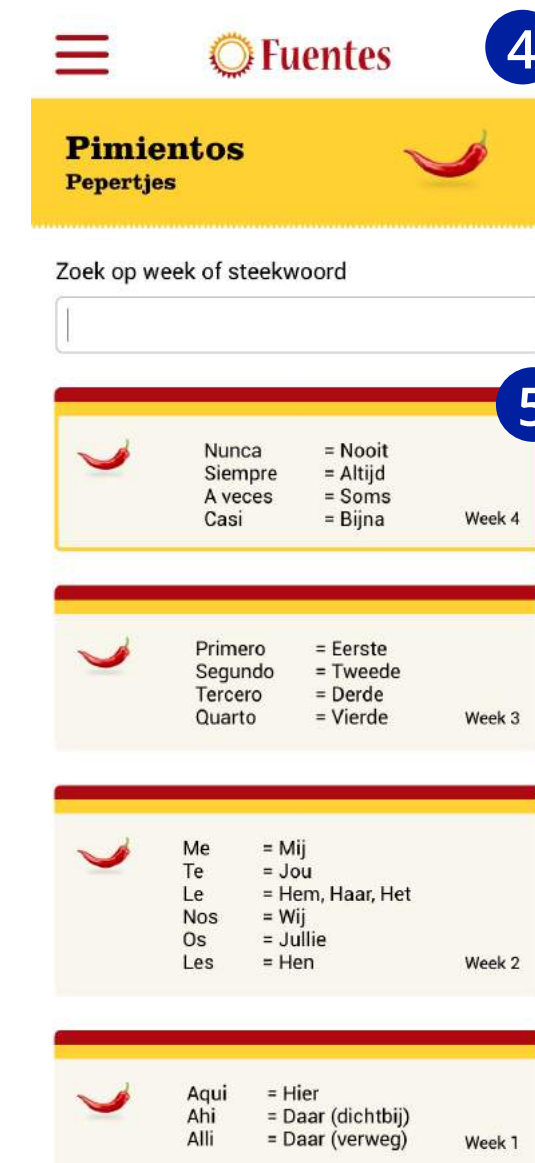 Fuentes
4
Pimientos
Pepertjes
Zoek op week of steekwoord
5
Nunca = Nooit
Siempre = Altijd
A veces = Soms
Casi = Bijna
Week 4
Primero = Eerste
Segundo = Tweede
Tercero = Derde
Quarto = Vierde
Week 3
Me = Mij
Te = Jou
Le = Hem, Haar, Het
Nos = Wij
Os = Jullie
Les = Hen
Week 2
Aqui = Hier
Ahi = Daar (dichtbij)
Alli = Daar (verweg)
Week 1